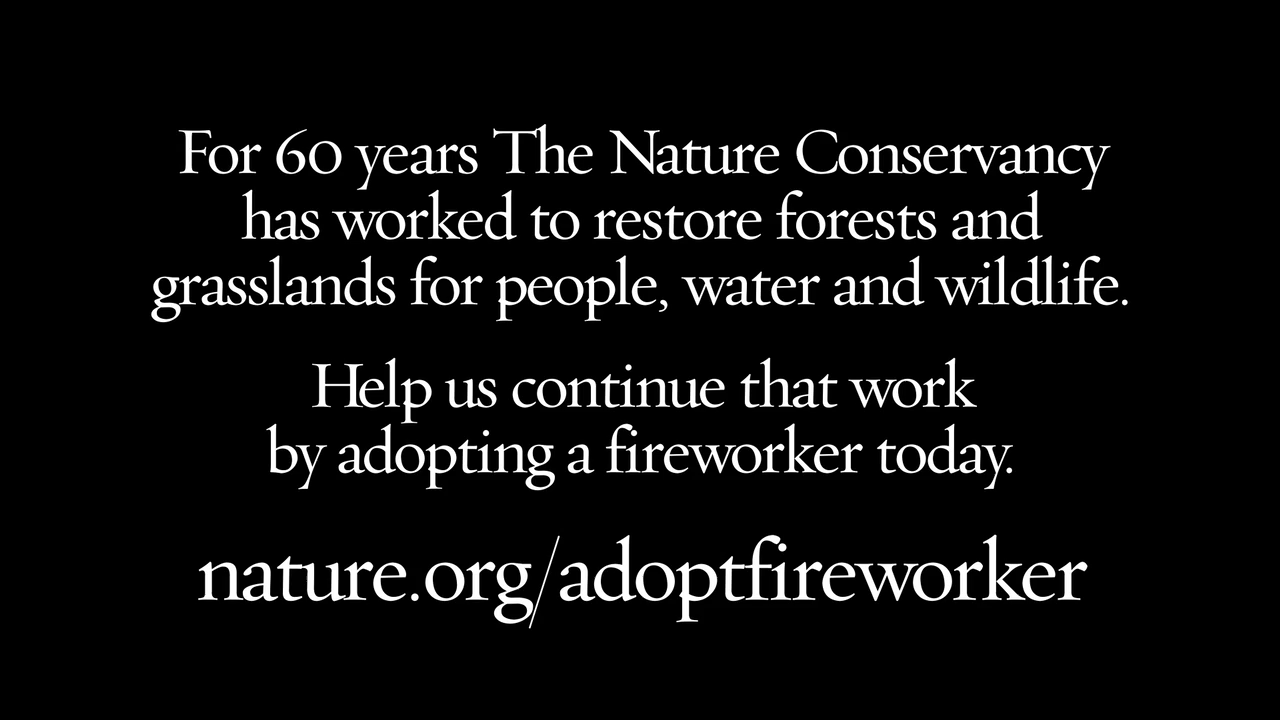 For 60 years The Nature Conservancy
has worked to restore forests and
grasslands for people, water and wildlife.
Help us continue that work
by adopting a fireworker today.
nature.org/adoptfireworker